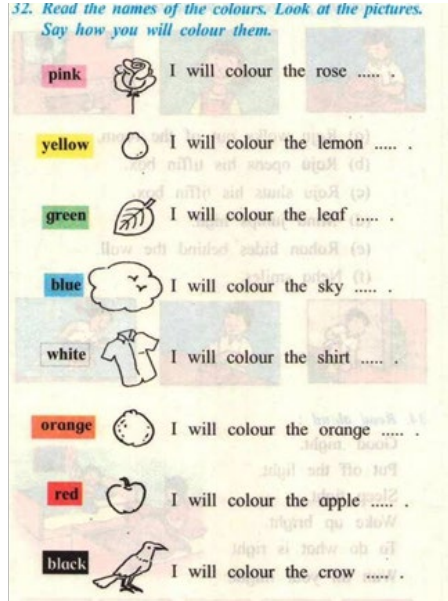 32. Read the names of the colours. Look at the pictures.
Say how you will colour them.
pink I will colour the rose ..... .
yellow I will colour the lemon ..... .
green I will colour the leaf ..... .
blue I will colour the sky ..... .
white I will colour the shirt ..... .
orange I will colour the orange ..... .
red I will colour the apple ..... .
black I will colour the crow ..... .